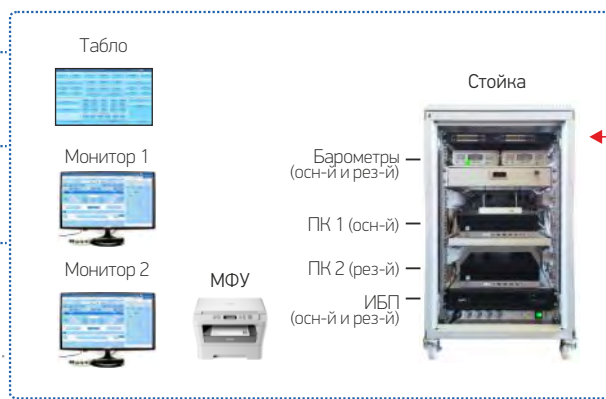 Табло
Стойка
Монитор 1
Барометры
(осн-й и рез-й)
ПК 1 (осн-й)
Монитор 2
МФУ
ПК 2 (рез-й)
ИБП
(осн-й и рез-й)